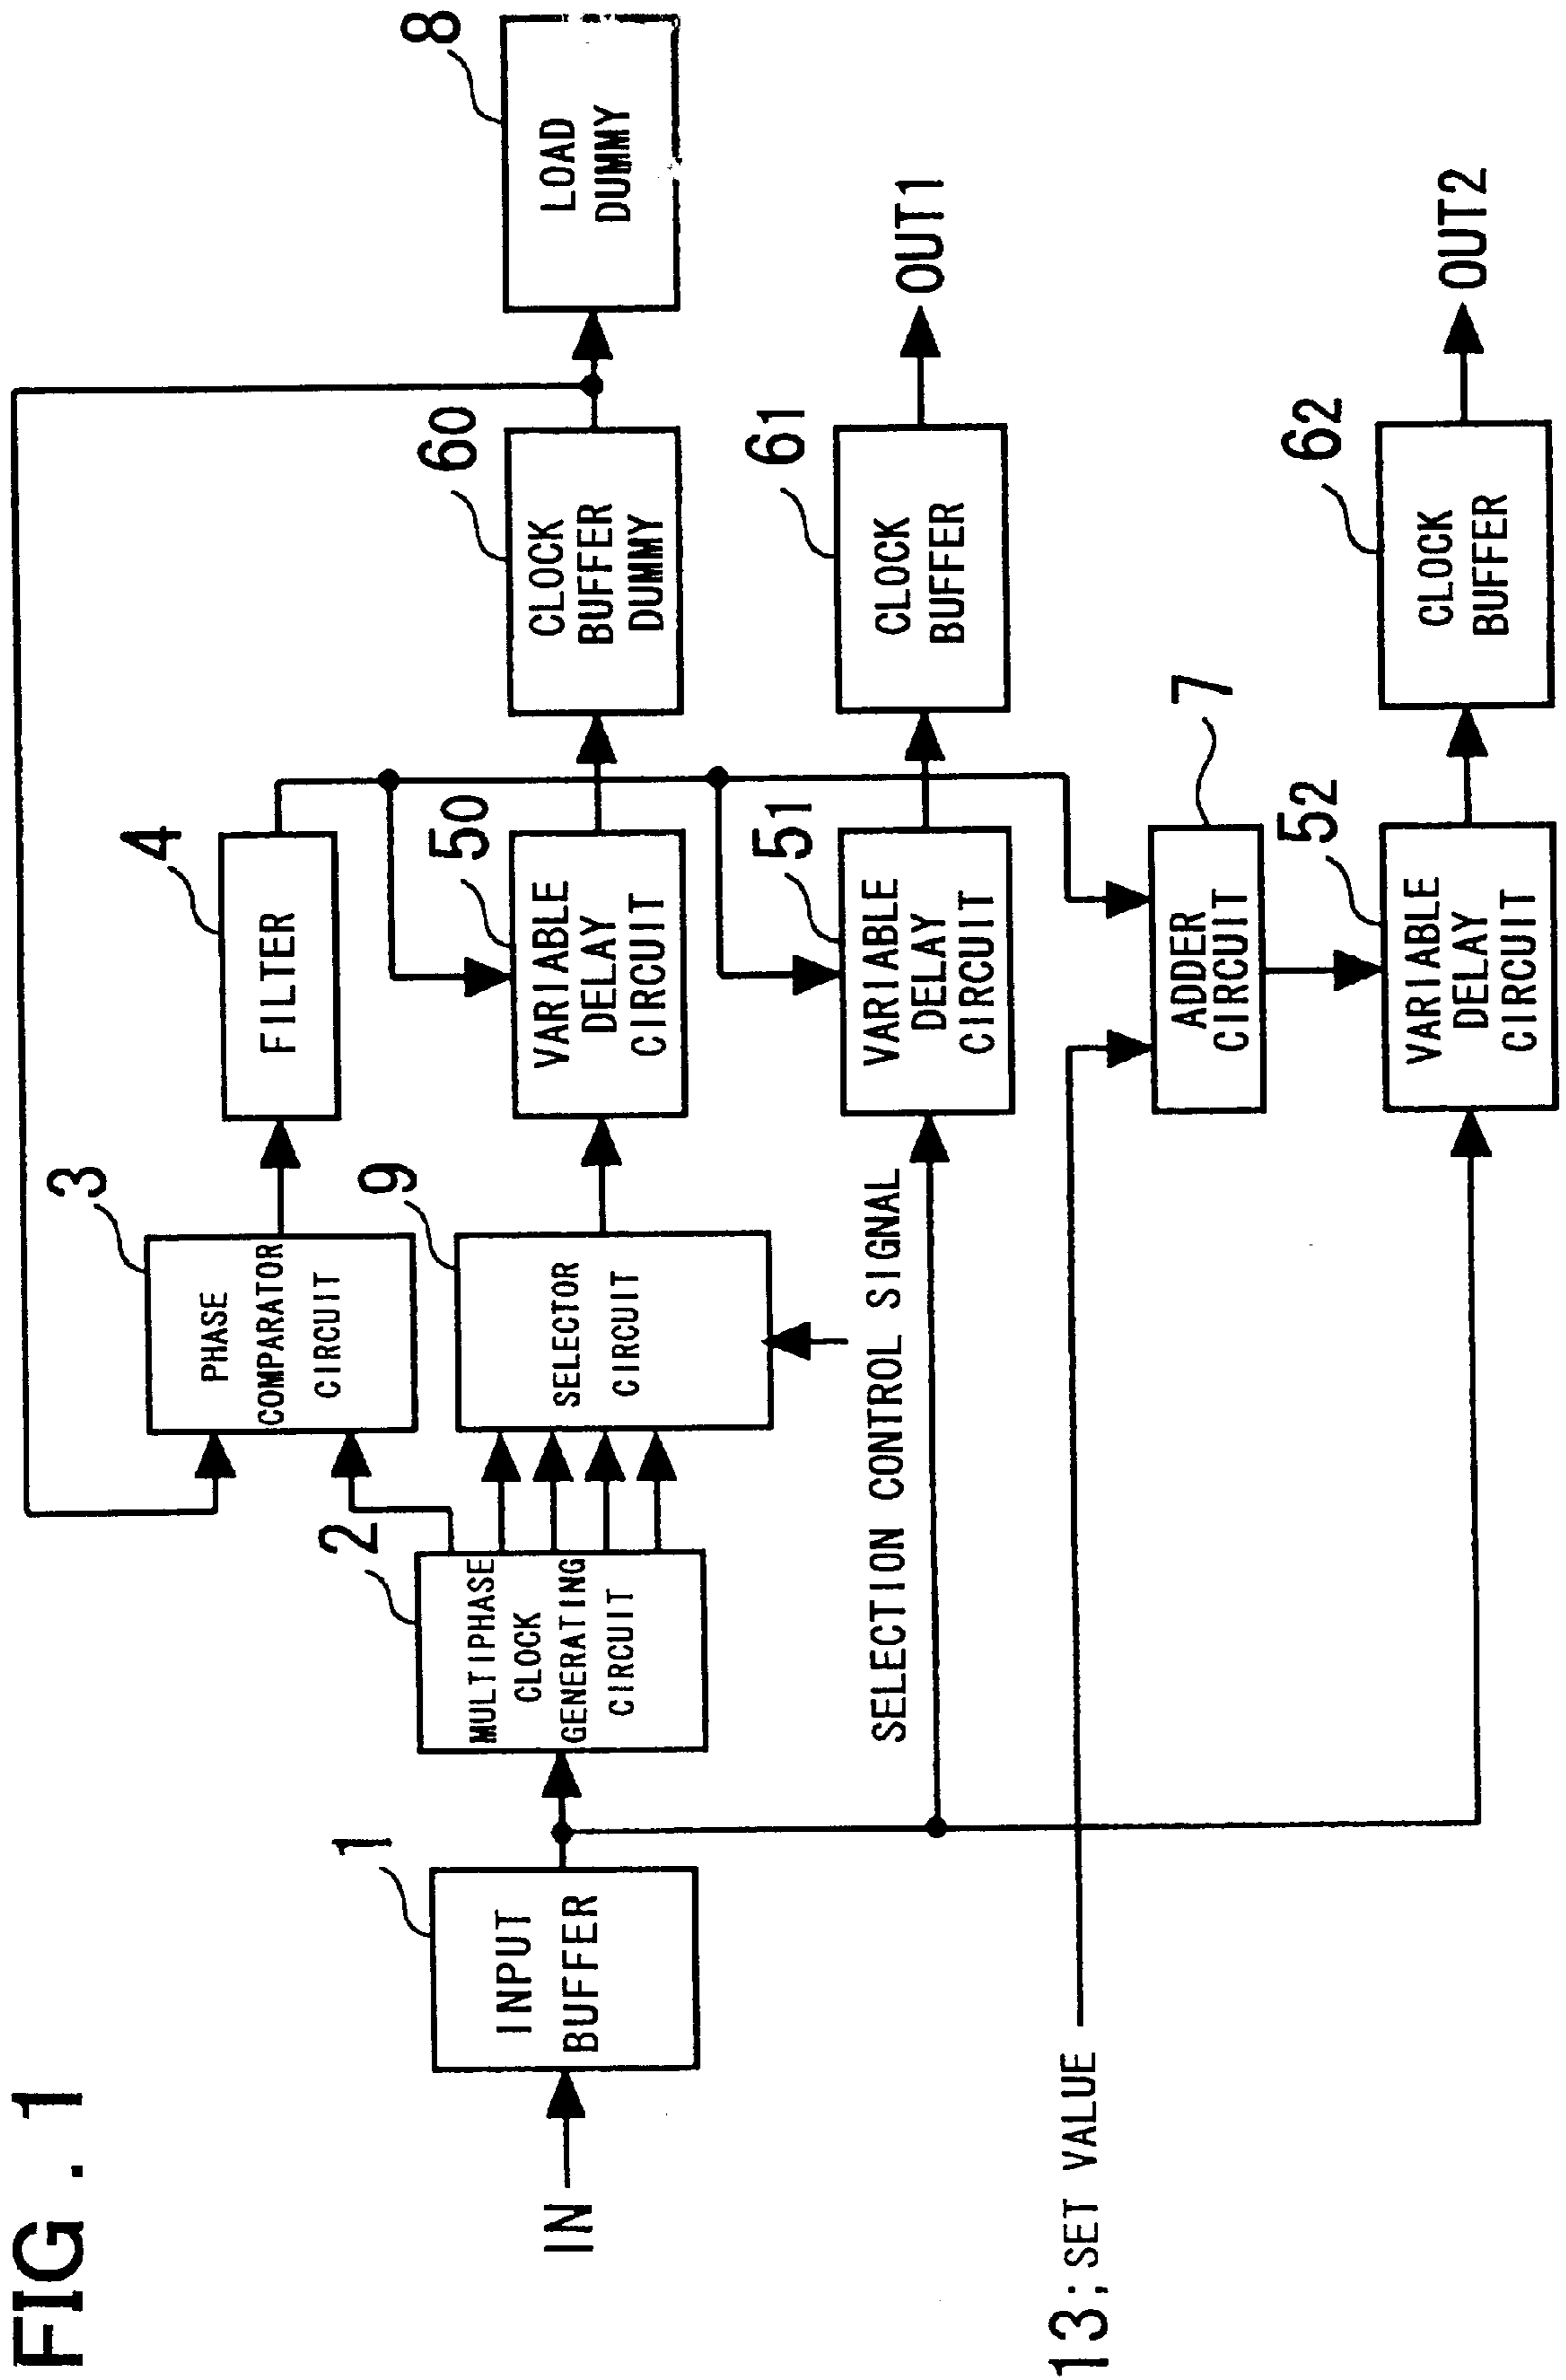 FIG. 1
3
PHASE
COMPARATOR
CIRCUIT
4
FILTER
1
INPUT
BUFFER
IN
2
MULTIPHASE
CLOCK
GENERATING
CIRCUIT
9
SELECTOR
CIRCUIT
50
VARIABLE
DELAY
CIRCUIT
60
CLOCK
BUFFER
DUMMY
8
LOAD
DUMMY
SELECTION CONTROL SIGNAL
51
VARIABLE
DELAY
CIRCUIT
61
CLOCK
BUFFER
OUT1
13;SET VALUE
7
ADDER
CIRCUIT
52
VARIABLE
DELAY
CIRCUIT
62
CLOCK
BUFFER
OUT2